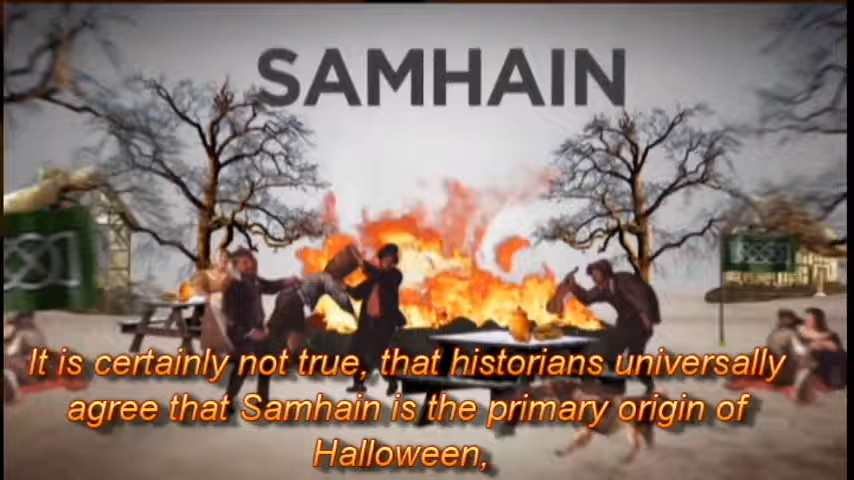 SAMHAIN
It is certainly not true, that historians universally
agree that Samhain is the primary origin of
Halloween,